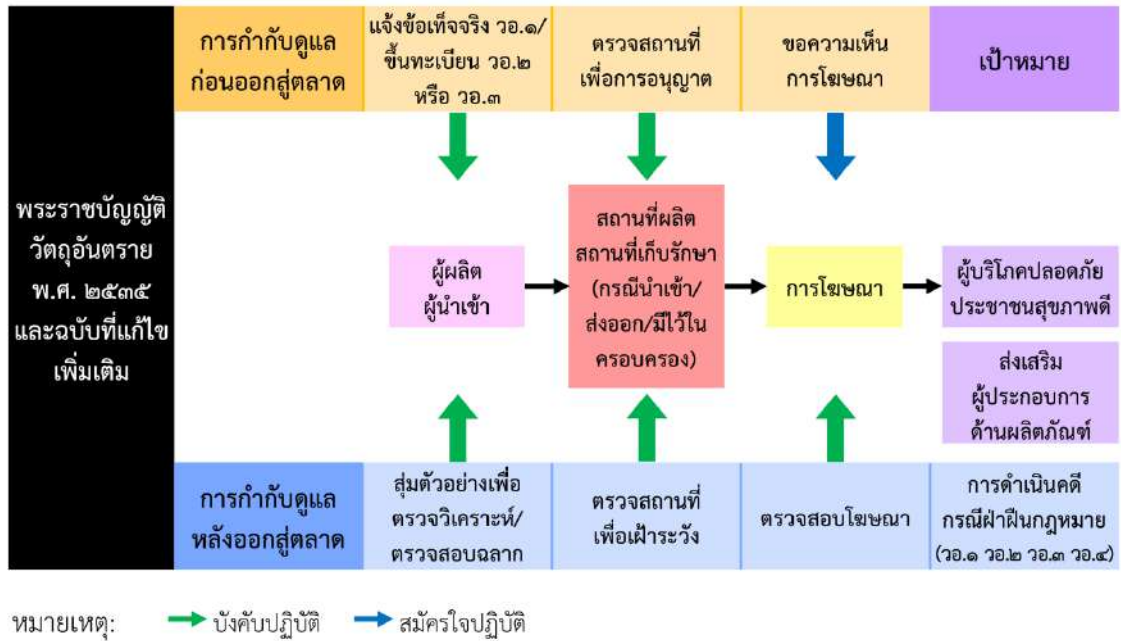 พระราชบัญญัติ
วัตถุอันตราย
พ.ศ. ๒๕๓๕
และฉบับที่แก้ไข
เพิ่มเติม
การกำกับดูแล
ก่อนออกสู่ตลาด
แจ้งข้อเท็จจริง วอ.๑/
ขึ้นทะเบียน วอ.๒
หรือ วอ.๓
ตรวจสถานที่
เพื่อการอนุญาต
ขอความเห็น
การโฆษณา
เป้าหมาย
ผู้ผลิต
ผู้นำเข้า
สถานที่ผลิต
สถานที่เก็บรักษา
(กรณีนำเข้า/
ส่งออก/มีไว้ใน
ครอบครอง)
การโฆษณา
ผู้บริโภคปลอดภัย
ประชาชนสุขภาพดี
ส่งเสริม
ผู้ประกอบการ
ด้านผลิตภัณฑ์
การกำกับดูแล
หลังออกสู่ตลาด
สุ่มตัวอย่างเพื่อ
ตรวจวิเคราะห์/
ตรวจสอบฉลาก
ตรวจสถานที่
เพื่อเฝ้าระวัง
ตรวจสอบโฆษณา
การดำเนินคดี
กรณีฝ่าฝืนกฎหมาย
(วอ.๑ วอ.๒ วอ.๓ วอ.๔)
หมายเหตุ: บังคับปฏิบัติ สมัครใจปฏิบัติ